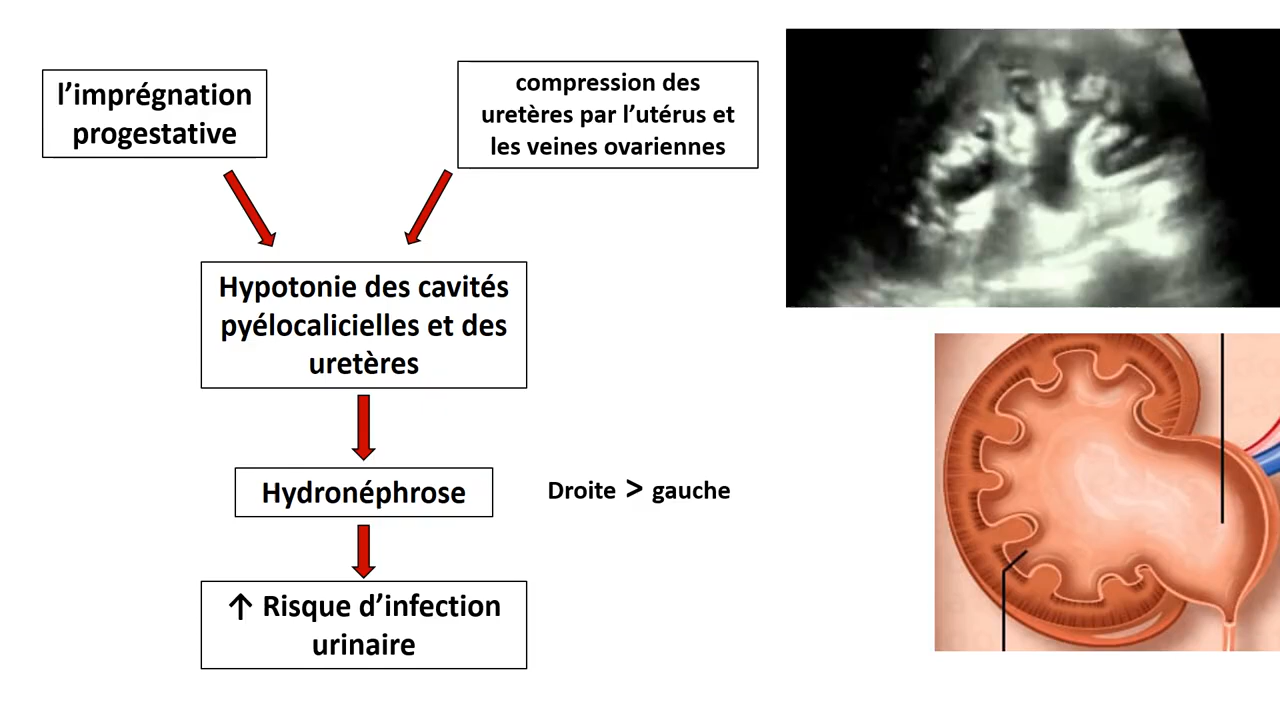 l’imprégnation
progestative
compression des
uretères par l’utérus et
les veines ovariennes
Hypotonie des cavités
pyélocalicielles et des
uretères
Hydronéphrose
Droite > gauche
↑ Risque d’infection
urinaire